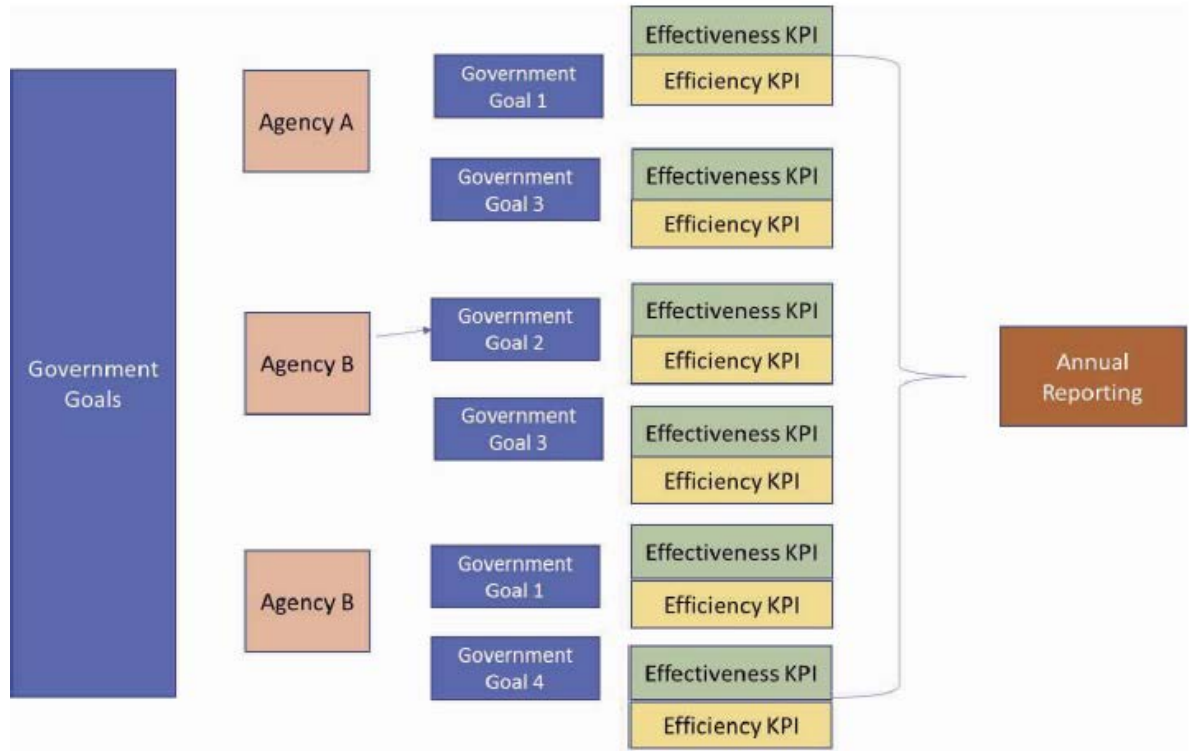 Government
Goals
Agency A
Government
Goal 1
Effectiveness KPI
Efficiency KPI
Government
Goal 3
Effectiveness KPI
Efficiency KPI
Agency B
Government
Goal 2
Effectiveness KPI
Efficiency KPI
Government
Goal 3
Effectiveness KPI
Efficiency KPI
Agency B
Government
Goal 1
Effectiveness KPI
Efficiency KPI
Government
Goal 4
Effectiveness KPI
Efficiency KPI
Annual
Reporting